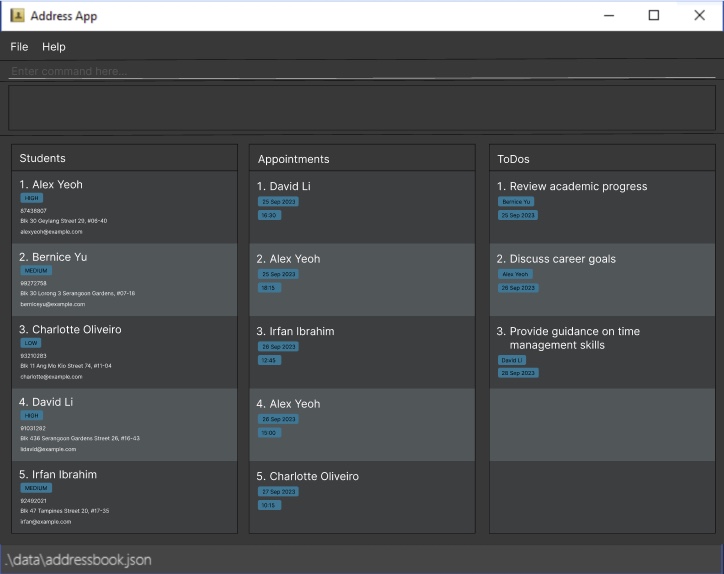 Address App
File Help
Enter command here...
Students
1. Alex Yeoh
HIGH
87438807
Blk 30 Geylang Street 29, #06-40
alexyeoh@example.com
2. Bernice Yu
MEDIUM
99272758
Blk 30 Lorong 3 Serangoon Gardens, #07-18
berniceyu@example.com
3. Charlotte Oliveiro
LOW
93210283
Blk 11 Ang Mo Kio Street 74, #11-04
charlotte@example.com
4. David Li
HIGH
91031282
Blk 436 Serangoon Gardens Street 26, #16-43
lidavid@example.com
5. Irfan Ibrahim
MEDIUM
92492021
Blk 47 Tampines Street 20, #17-35
irfan@example.com
Appointments
1. David Li
25 Sep 2023
16:30
2. Alex Yeoh
25 Sep 2023
18:15
3. Irfan Ibrahim
26 Sep 2023
12:45
4. Alex Yeoh
26 Sep 2023
15:00
5. Charlotte Oliveiro
27 Sep 2023
10:15
ToDos
1. Review academic progress
Bernice Yu
25 Sep 2023
2. Discuss career goals
Alex Yeoh
26 Sep 2023
3. Provide guidance on time
management skills
David Li
28 Sep 2023
.\data\addressbook.json